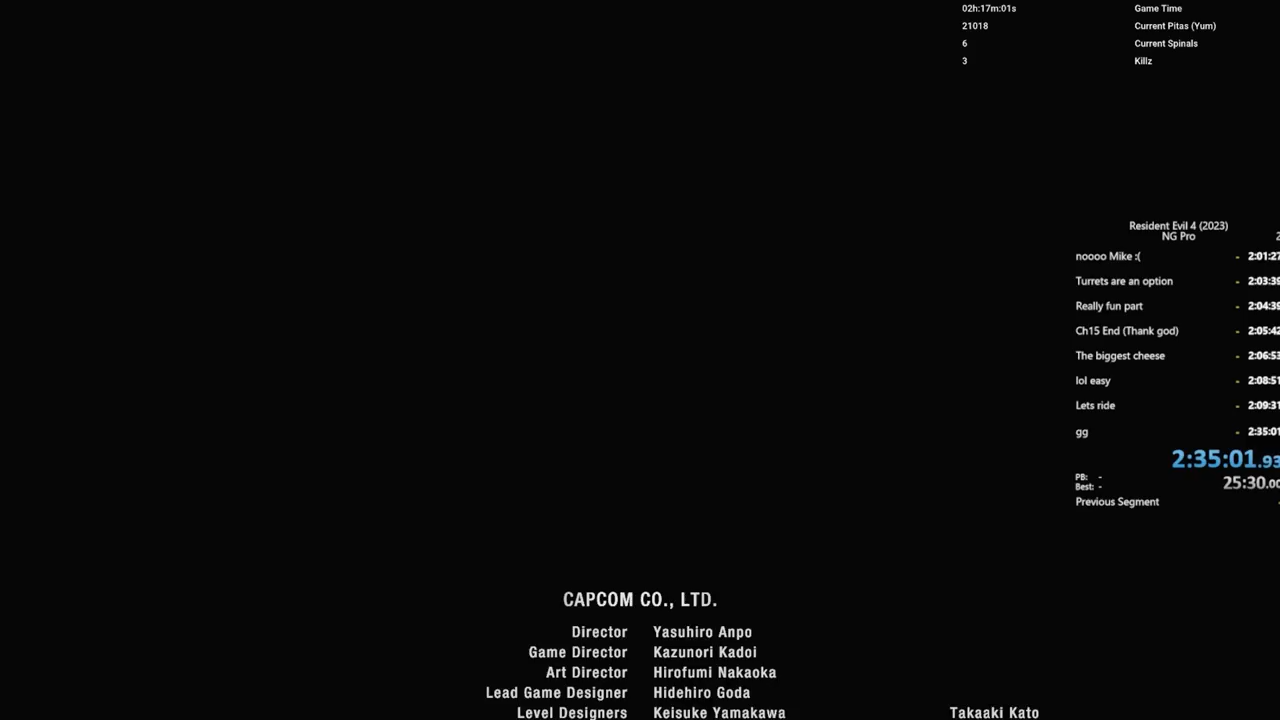 02h:17m:01s Game Time
21018 Current Pitas (Yum)
6 Current Spinals
3 Killz
Resident Evil 4 (2023)
NG Pro 2
noooo Mike :( - 2:01:27
Turrets are an option - 2:03:39
Really fun part - 2:04:39
Ch15 End (Thank god) - 2:05:42
The biggest cheese - 2:06:53
lol easy - 2:08:51
Lets ride - 2:09:31
gg - 2:35:01
2:35:01.93
PB: -
Best: -
25:30.00
Previous Segment -
CAPCOM CO., LTD.
Director Yasuhiro Anpo
Game Director Kazunori Kadoi
Art Director Hirofumi Nakaoka
Lead Game Designer Hidehiro Goda
Level Designers Keisuke Yamakawa Takaaki Kato